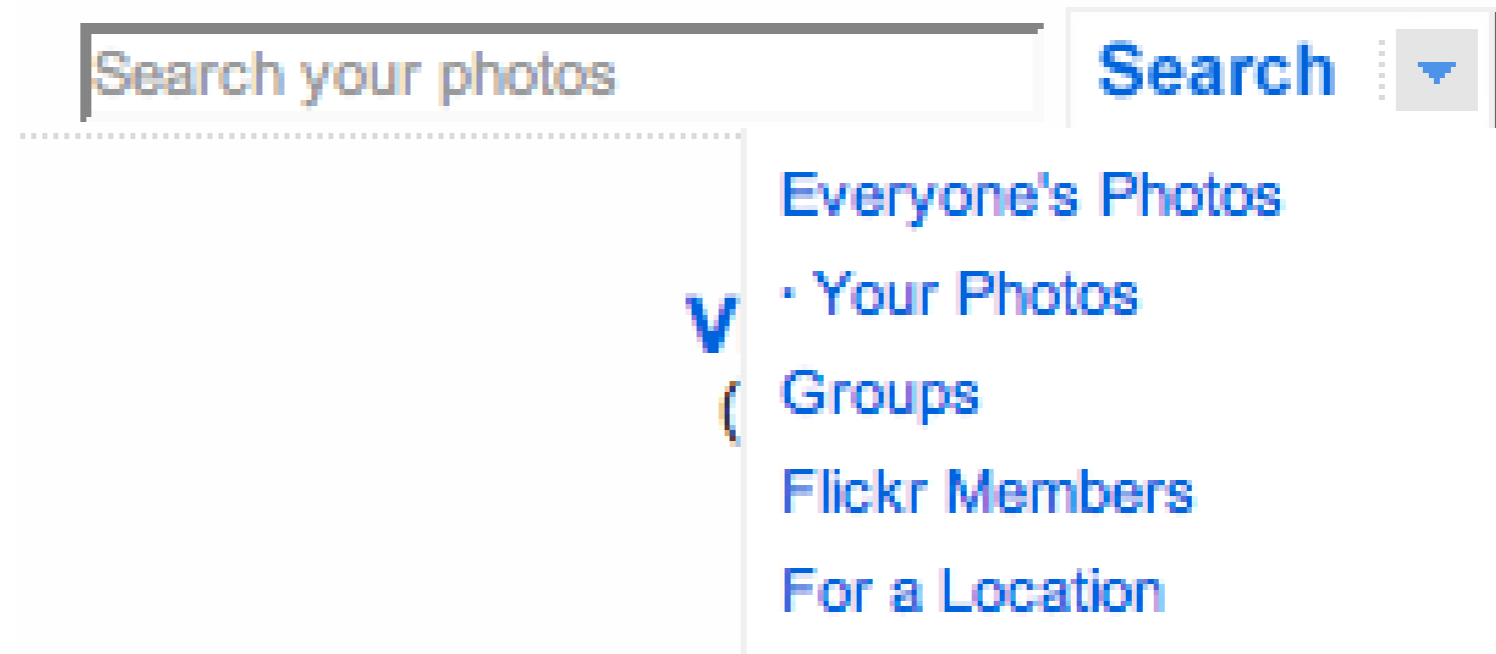 Search your photos Search
Everyone's Photos
· Your Photos
V
(
Groups
Flickr Members
For a Location